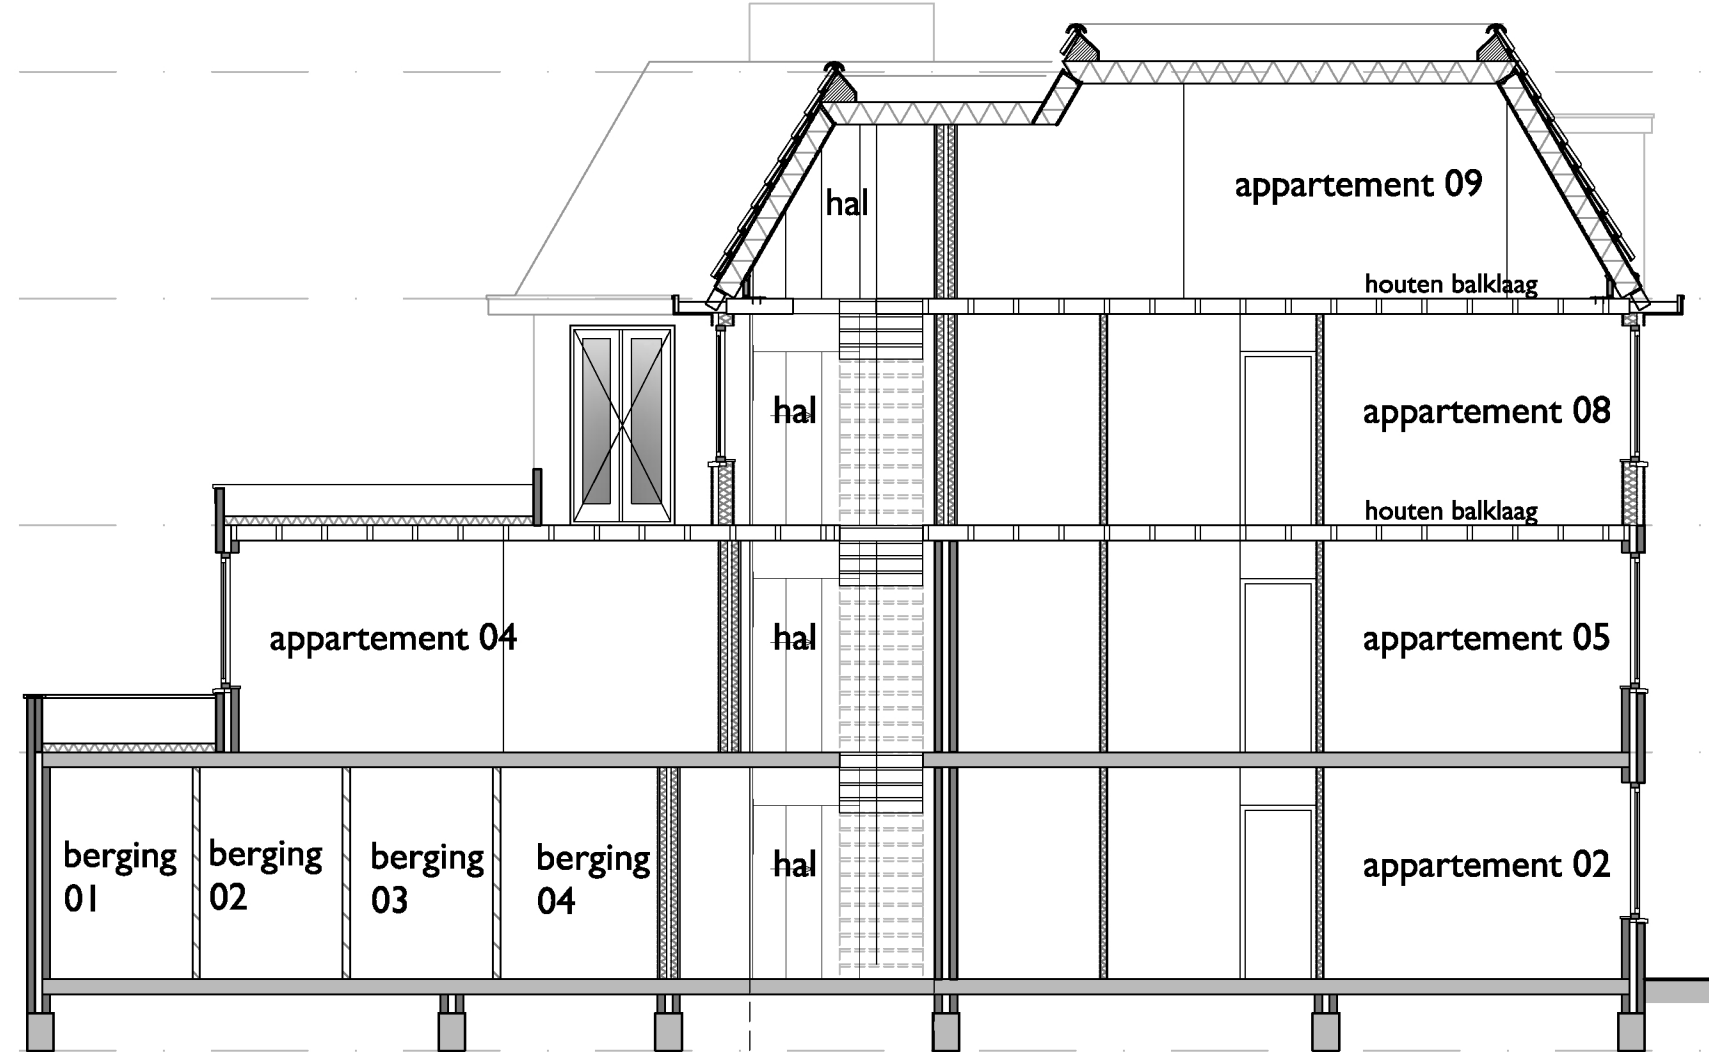 hal
appartement 09
houten balklaag
hal
appartement 08
houten balklaag
appartement 04
hal
appartement 05
berging
01
berging
02
berging
03
berging
04
hal
appartement 02